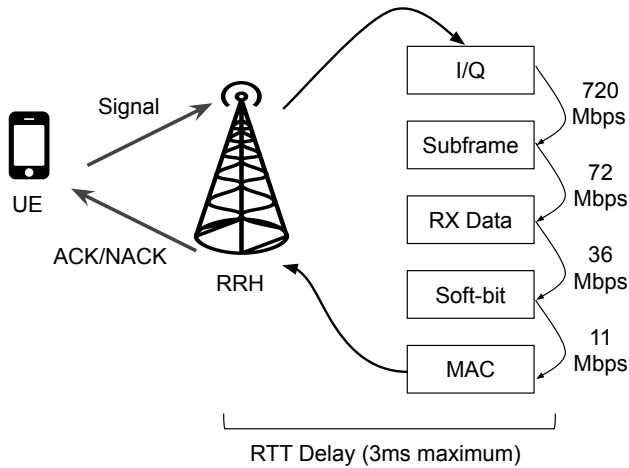 I/Q
720
Mbps
Signal
Subframe
72
Mbps
UE
RX Data
ACK/NACK
36
Mbps
RRH
Soft-bit
11
Mbps
MAC
RTT Delay (3ms maximum)